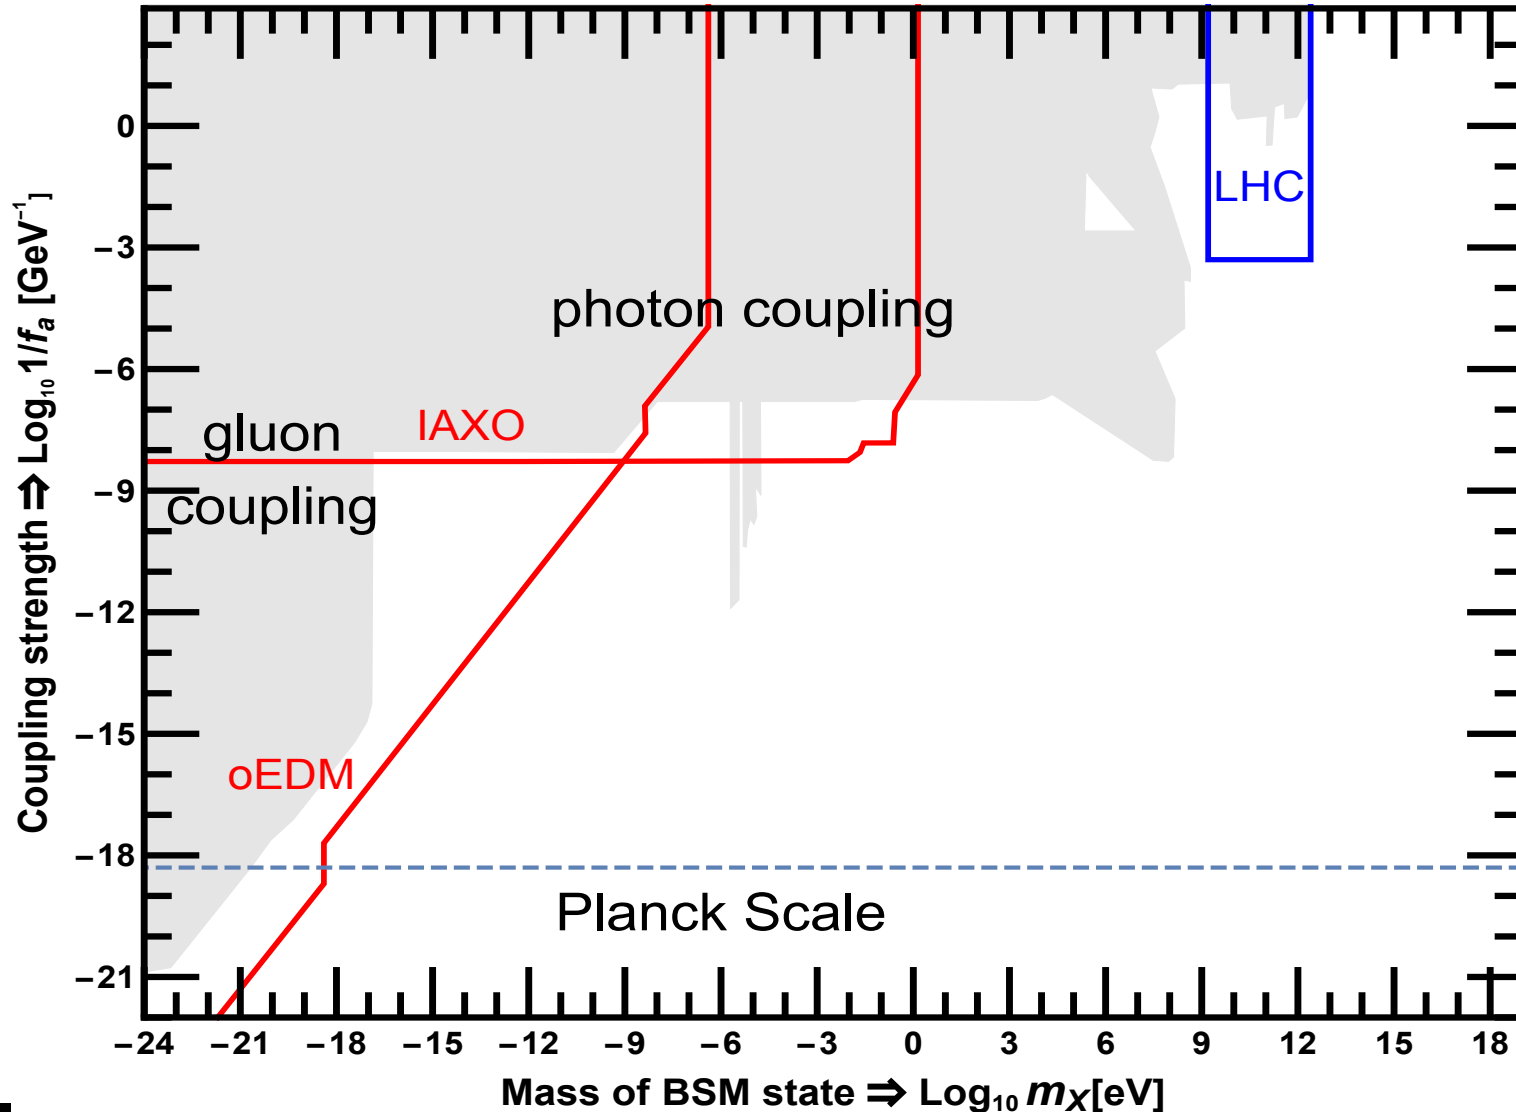 Coupling strength ⇒ Log₁₀ 1/fₐ [GeV⁻¹]
0
−3
−6
−9
−12
−15
−18
−21
LHC
photon coupling
IAXO
gluon
coupling
oEDM
Planck Scale
−24 −21 −18 −15 −12 −9 −6 −3 0 3 6 9 12 15 18
Mass of BSM state ⇒ Log₁₀ mX[eV]